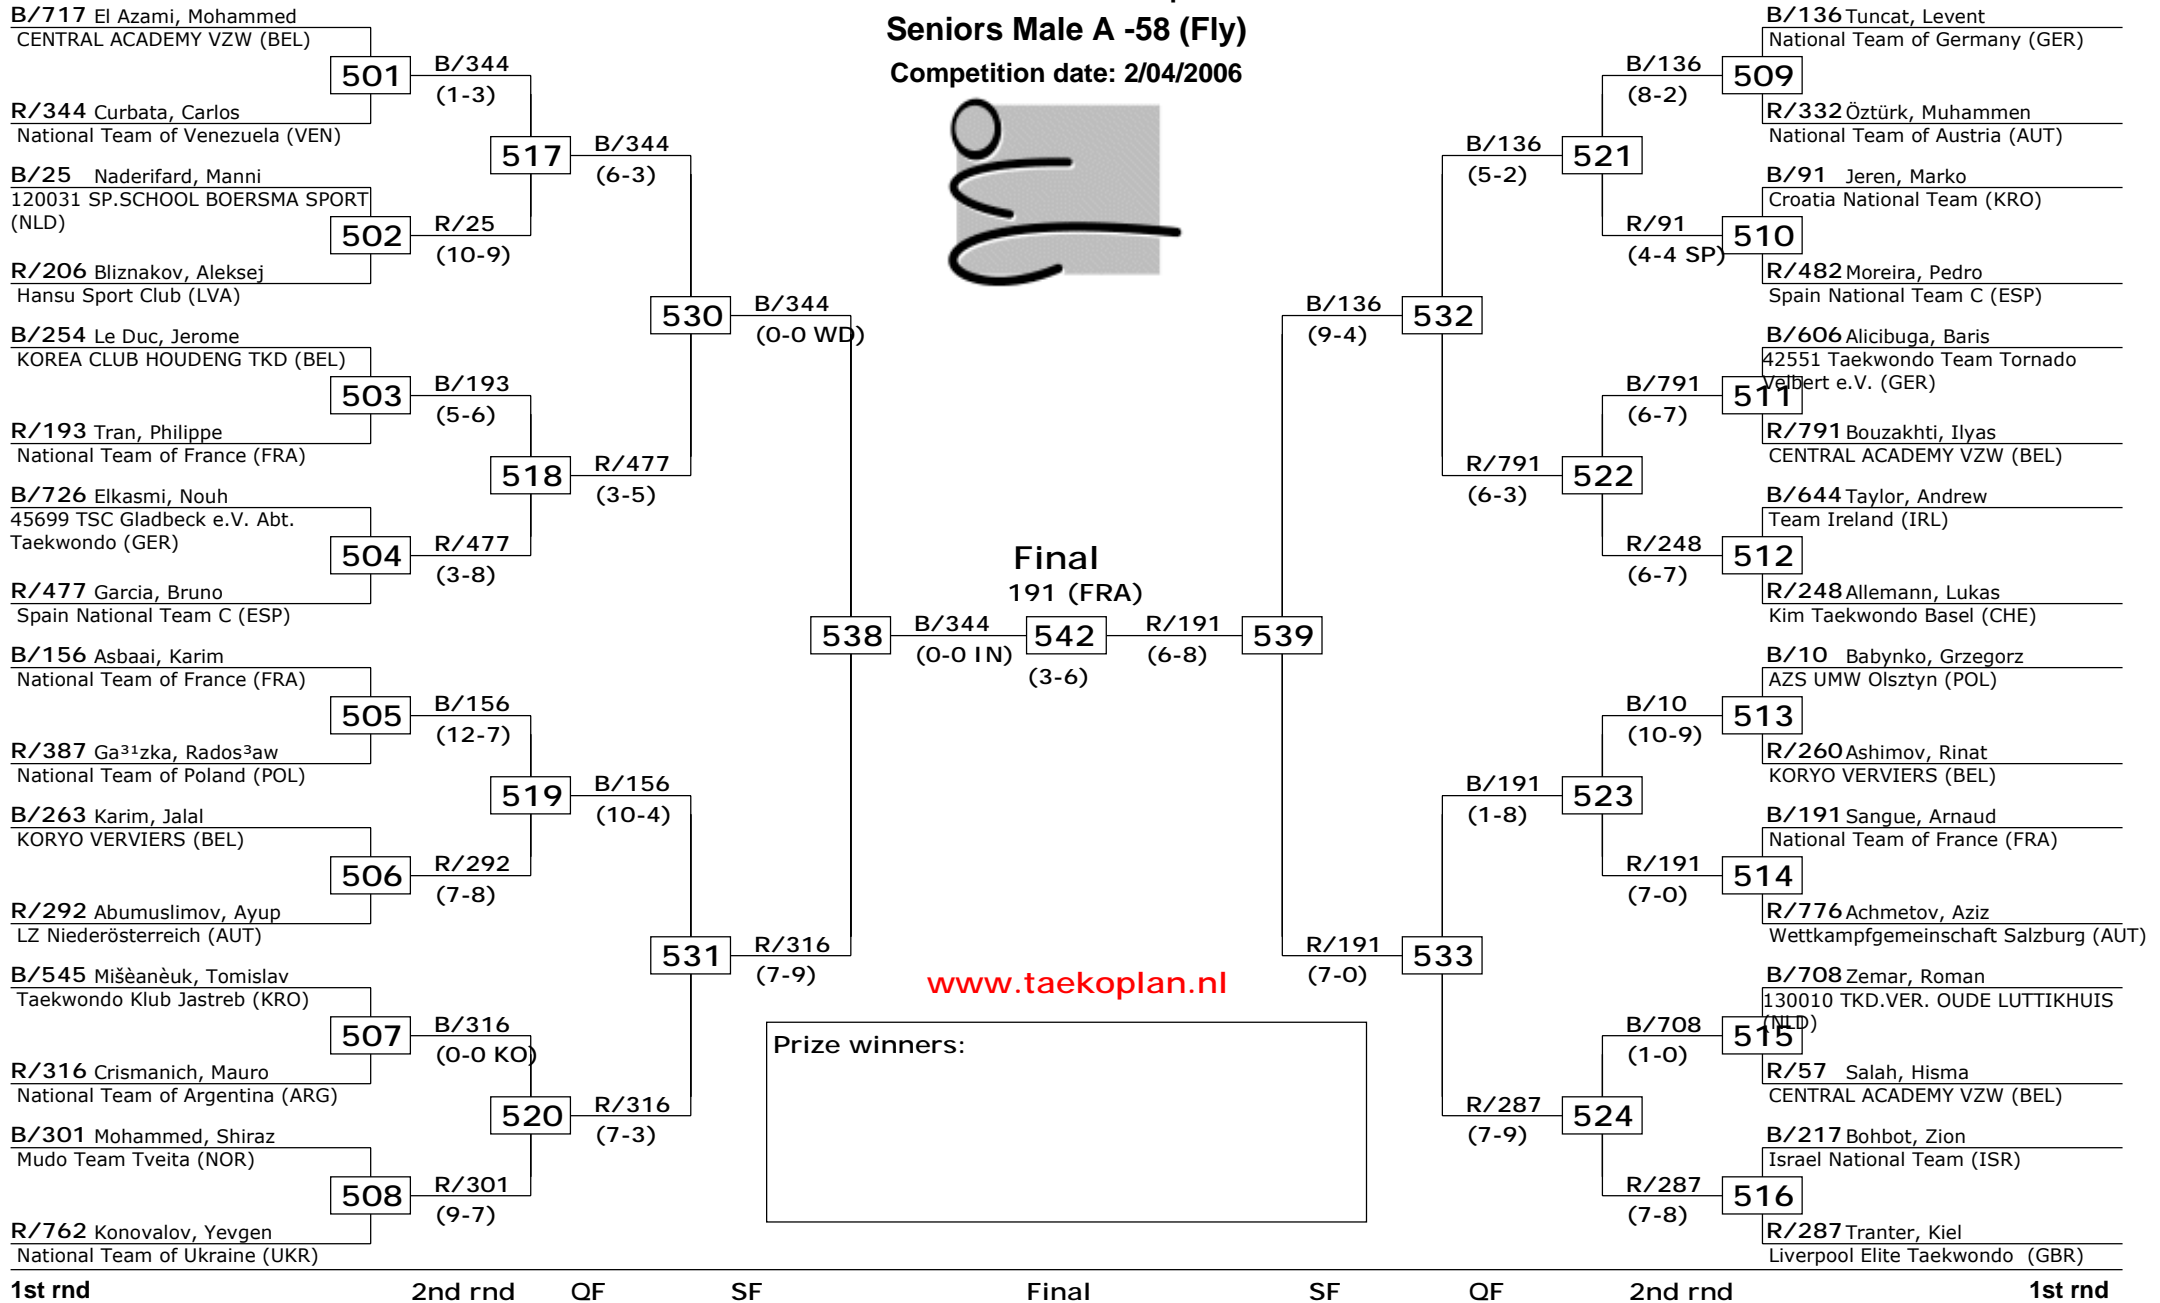 Seniors Male A -58 (Fly)
Competition date: 2/04/2006
B/717 El Azami, Mohammed
CENTRAL ACADEMY VZW (BEL)
501
B/344
(1-3)
R/344 Curbata, Carlos
National Team of Venezuela (VEN)
517
B/344
(6-3)
B/25 Naderifard, Manni
120031 SP.SCHOOL BOERSMA SPORT
(NLD)
502
R/25
(10-9)
R/206 Bliznakov, Aleksej
Hansu Sport Club (LVA)
530
B/344
(0-0 WD)
B/254 Le Duc, Jerome
KOREA CLUB HOUDENG TKD (BEL)
503
B/193
(5-6)
R/193 Tran, Philippe
National Team of France (FRA)
518
R/477
(3-5)
B/726 Elkasmi, Nouh
45699 TSC Gladbeck e.V. Abt.
Taekwondo (GER)
504
R/477
(3-8)
R/477 Garcia, Bruno
Spain National Team C (ESP)
538
B/344
(0-0 IN)
B/156 Asbaai, Karim
National Team of France (FRA)
505
B/156
(12-7)
R/387 Ga³¹zka, Rados³aw
National Team of Poland (POL)
519
B/156
(10-4)
B/263 Karim, Jalal
KORYO VERVIERS (BEL)
506
R/292
(7-8)
R/292 Abumuslimov, Ayup
LZ Niederösterreich (AUT)
531
R/316
(7-9)
B/545 Mišèanèuk, Tomislav
Taekwondo Klub Jastreb (KRO)
507
B/316
(0-0 KO)
R/316 Crismanich, Mauro
National Team of Argentina (ARG)
520
R/316
(7-3)
B/301 Mohammed, Shiraz
Mudo Team Tveita (NOR)
508
R/301
(9-7)
R/762 Konovalov, Yevgen
National Team of Ukraine (UKR)
Final
191 (FRA)
542
(3-6)
www.taekoplan.nl
Prize winners:
B/136 Tuncat, Levent
National Team of Germany (GER)
B/136
(8-2)
509
R/332 Öztürk, Muhammen
National Team of Austria (AUT)
B/136
(5-2)
521
B/91 Jeren, Marko
Croatia National Team (KRO)
R/91
(4-4 SP)
510
R/482 Moreira, Pedro
Spain National Team C (ESP)
B/136
(9-4)
532
B/606 Alicibuga, Baris
42551 Taekwondo Team Tornado
Velbert e.V. (GER)
B/791
(6-7)
511
R/791 Bouzakhti, Ilyas
CENTRAL ACADEMY VZW (BEL)
R/791
(6-3)
522
B/644 Taylor, Andrew
Team Ireland (IRL)
R/248
(6-7)
512
R/248 Allemann, Lukas
Kim Taekwondo Basel (CHE)
R/191
(6-8)
539
B/10 Babynko, Grzegorz
AZS UMW Olsztyn (POL)
B/10
(10-9)
513
R/260 Ashimov, Rinat
KORYO VERVIERS (BEL)
B/191
(1-8)
523
B/191 Sangue, Arnaud
National Team of France (FRA)
R/191
(7-0)
514
R/776 Achmetov, Aziz
Wettkampfgemeinschaft Salzburg (AUT)
R/191
(7-0)
533
B/708 Zemar, Roman
130010 TKD.VER. OUDE LUTTIKHUIS
(NLD)
B/708
(1-0)
515
R/57 Salah, Hisma
CENTRAL ACADEMY VZW (BEL)
R/287
(7-9)
524
B/217 Bohbot, Zion
Israel National Team (ISR)
R/287
(7-8)
516
R/287 Tranter, Kiel
Liverpool Elite Taekwondo (GBR)
1st rnd 2nd rnd QF SF Final SF QF 2nd rnd 1st rnd